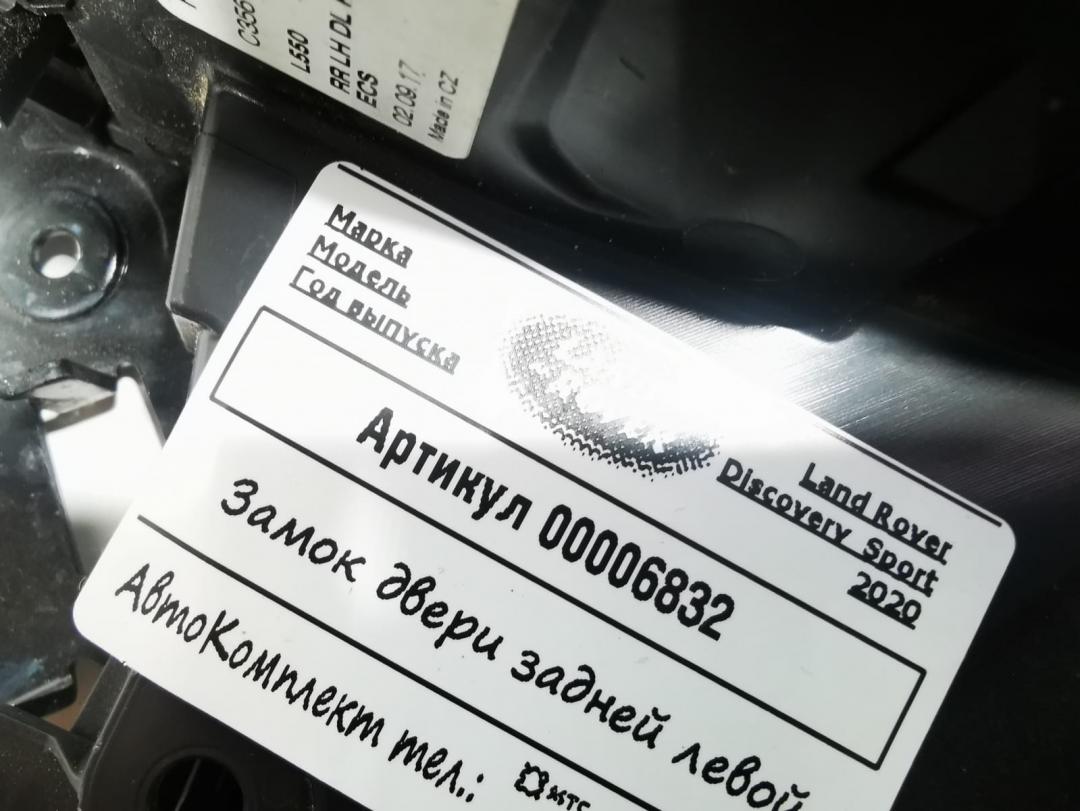 L550
RR LH DL
ECS
02.09.17
Made in CZ
Марка
Модель
Год выпуска
Land Rover
Discovery Sport
2020
Артикул 00006832
Замок двери задней левой
АвтоКомплект тел.: